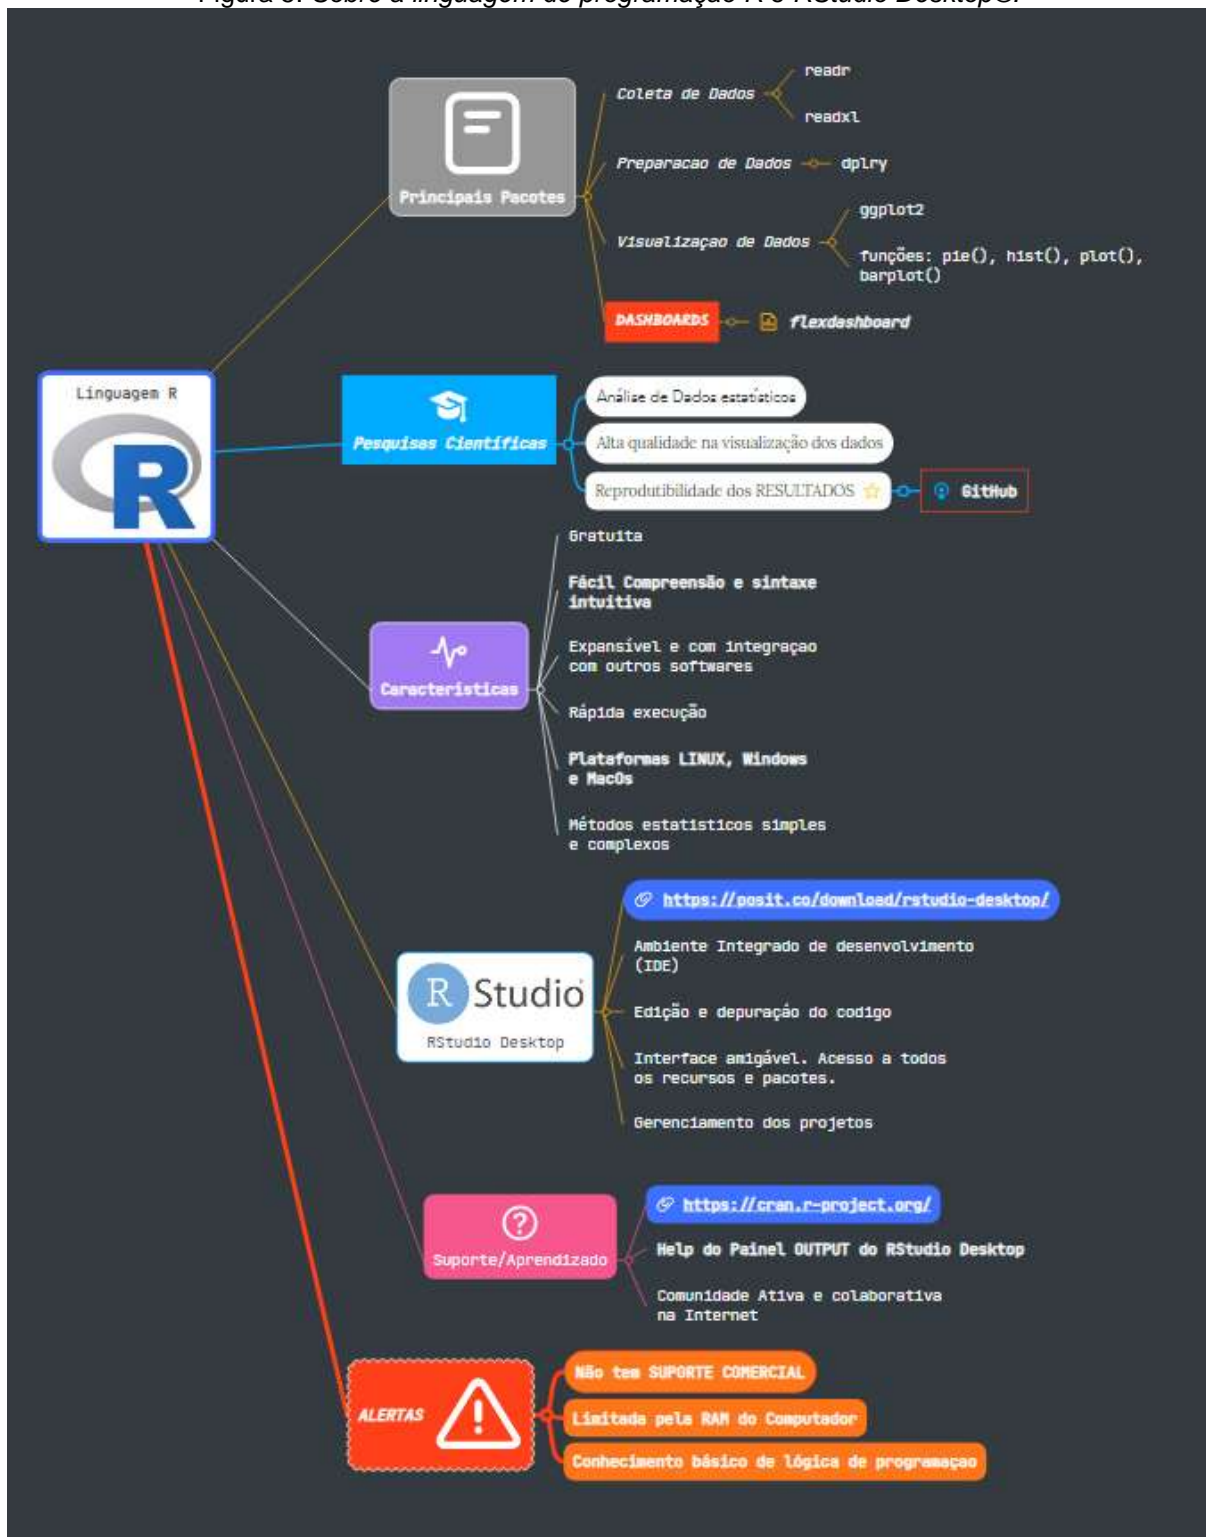 Figura 3: Sobre a linguagem de programação R e RStudio Desktop®.
Principais Pacotes
Coleta de Dados
readr
readxl
Preparacao de Dados
dplry
Visualizaçao de Dados
ggplot2
funções: pie(), hist(), plot(),
barplot()
DASHBOARDS
flexdashboard
Linguagem R
R
Pesquisas Científicas
Análise de Dados estatísticos
Alta qualidade na visualização dos dados
Reprodutibilidade dos RESULTADOS
GitHub
Características
Gratuita
Fácil Compreensão e sintaxe
intuitiva
Expansível e com integraçao
com outros softwares
Rápida execução
Plataformas LINUX, Windows
e MacOs
Métodos estatisticos simples
e complexos
R Studio
RStudio Desktop
https://posit.co/download/rstudio-desktop/
Ambiente Integrado de desenvolvimento
(IDE)
Edição e depuraçáo do codigo
Interface amigável. Acesso a todos
os recursos e pacotes.
Gerenciamento dos projetos
Suporte/Aprendizado
https://cran.r-project.org/
Help do Painel OUTPUT do RStudio Desktop
Comunidade Ativa e colaborativa
na Internet
ALERTAS
Não tem SUPORTE COMERCIAL
Limitada pela RAM do Computador
Conhecimento básico de lógica de programaçao